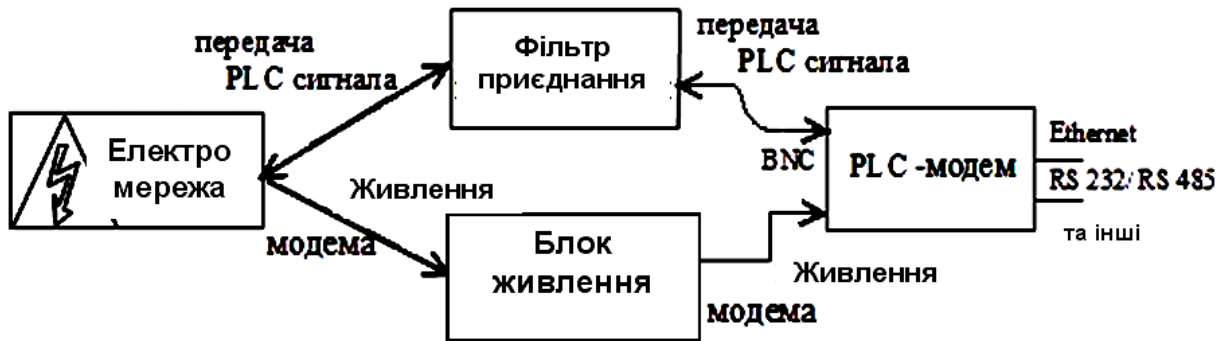 передача
PLC сигнала
Фільтр
приєднання
передача
PLC сигнала
Електро
мережа
BNC
PLC -модем
Ethernet
RS 232/ RS 485
та інші
Живлення
модема
Блок
живлення
Живлення
модема